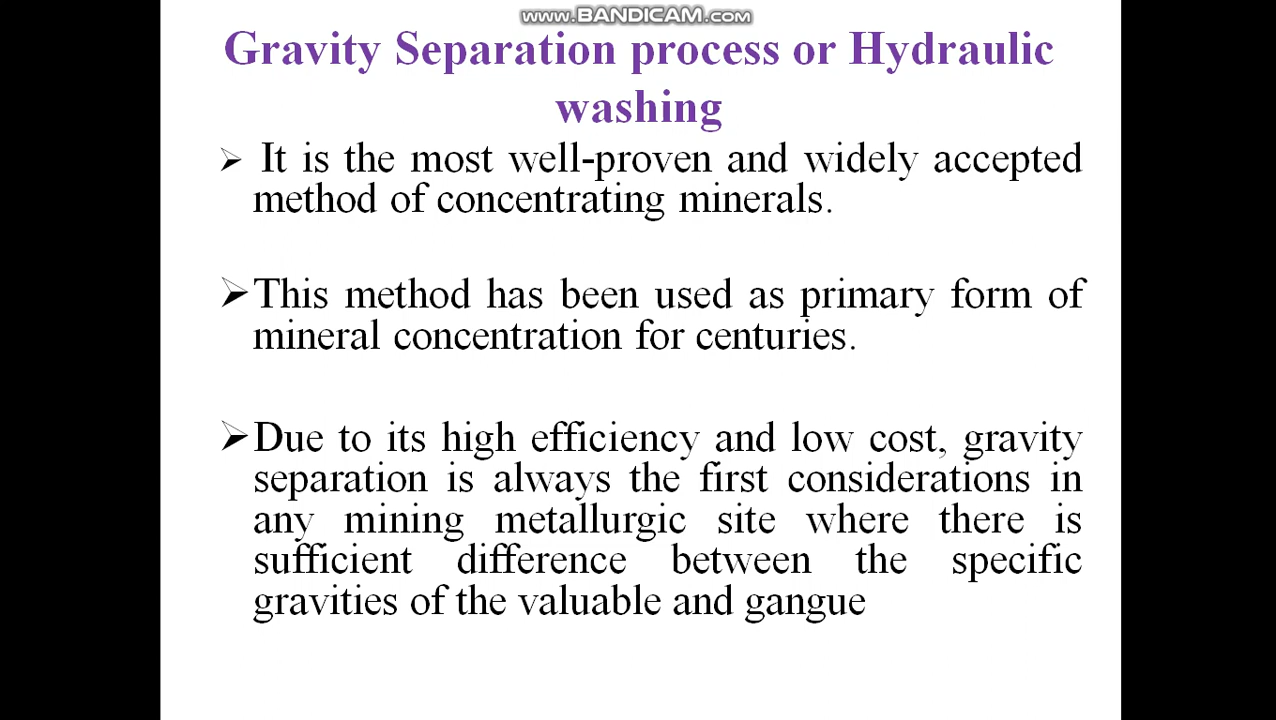 www.BANDICAM.com
Gravity Separation process or Hydraulic
washing
➢ It is the most well-proven and widely accepted
method of concentrating minerals.
➢This method has been used as primary form of
mineral concentration for centuries.
➢Due to its high efficiency and low cost, gravity
separation is always the first considerations in
any mining metallurgic site where there is
sufficient difference between the specific
gravities of the valuable and gangue